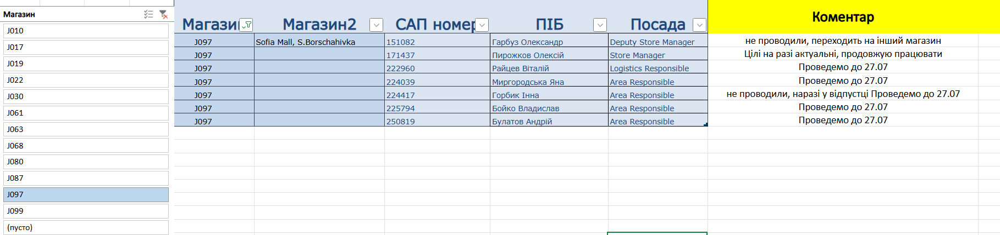 Магазин
J010
J017
J019
J022
J030
J061
J063
J068
J080
J087
J097
J099
(пусто)
Магазин Магазин2 САП номер ПІБ Посада Коментар
J097 Sofia Mall, S.Borschahivka 151082 Гарбуз Олександр Deputy Store Manager не проводили, переходить на інший магазин
J097 171437 Пирожков Олексій Store Manager Цілі на разі актуальні, продовжую працювати
J097 222960 Райцев Віталій Logistics Responsible Проведемо до 27.07
J097 224039 Миргородська Яна Area Responsible Проведемо до 27.07
J097 224417 Горбик Інна Area Responsible не проводили, наразі у відпустці Проведемо до 27.07
J097 225794 Бойко Владислав Area Responsible Проведемо до 27.07
J097 250819 Булатов Андрій Area Responsible Проведемо до 27.07